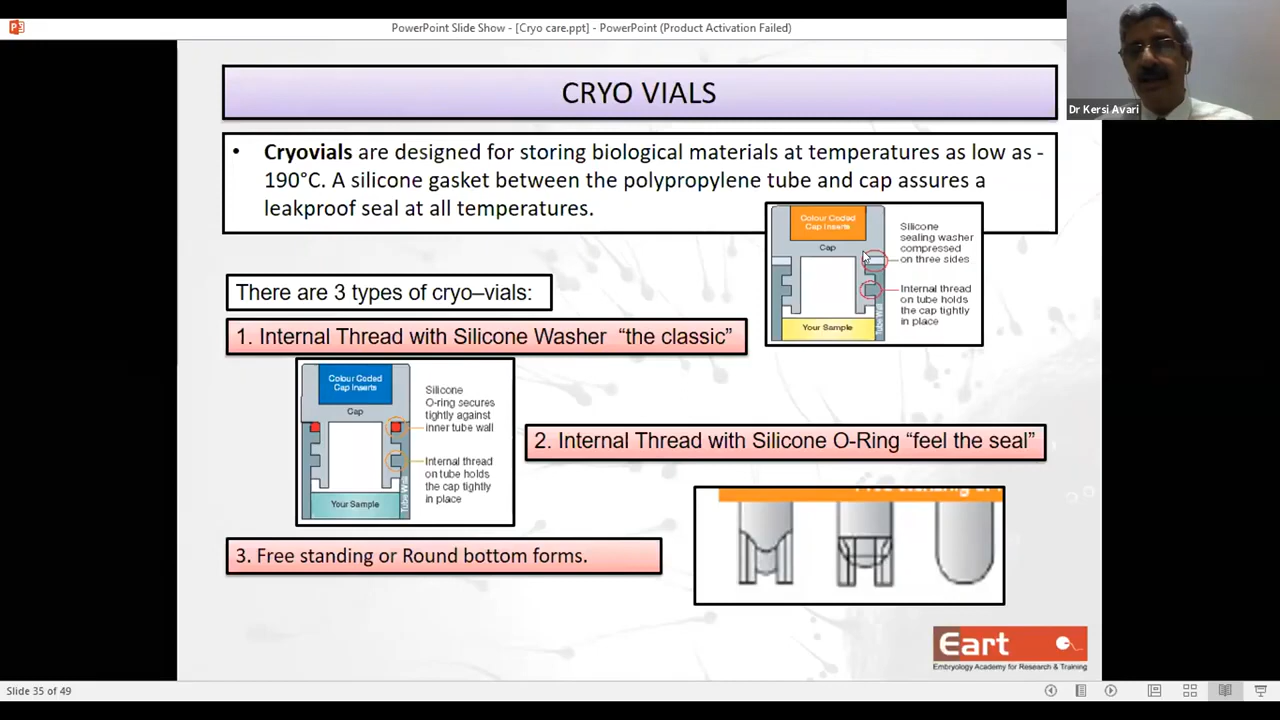 PowerPoint Slide Show - [Cryo care.ppt] - PowerPoint (Product Activation Failed)
Dr Kersi Avari
CRYO VIALS
• Cryovials are designed for storing biological materials at temperatures as low as -
190°C. A silicone gasket between the polypropylene tube and cap assures a
leakproof seal at all temperatures.
Colour Coded
Cap Inserts
Cap
Your Sample
Tube Wall
Silicone
sealing washer
compressed
on three sides
Internal thread
on tube holds
the cap tightly
in place
There are 3 types of cryo–vials:
1. Internal Thread with Silicone Washer “the classic”
Colour Coded
Cap Inserts
Cap
Your Sample
Silicone
O-ring secures
tightly against
inner tube wall
Internal thread
on tube holds
the cap tightly
in place
2. Internal Thread with Silicone O-Ring “feel the seal”
3. Free standing or Round bottom forms.
Eart
Embryology Academy for Research & Training
Slide 35 of 49